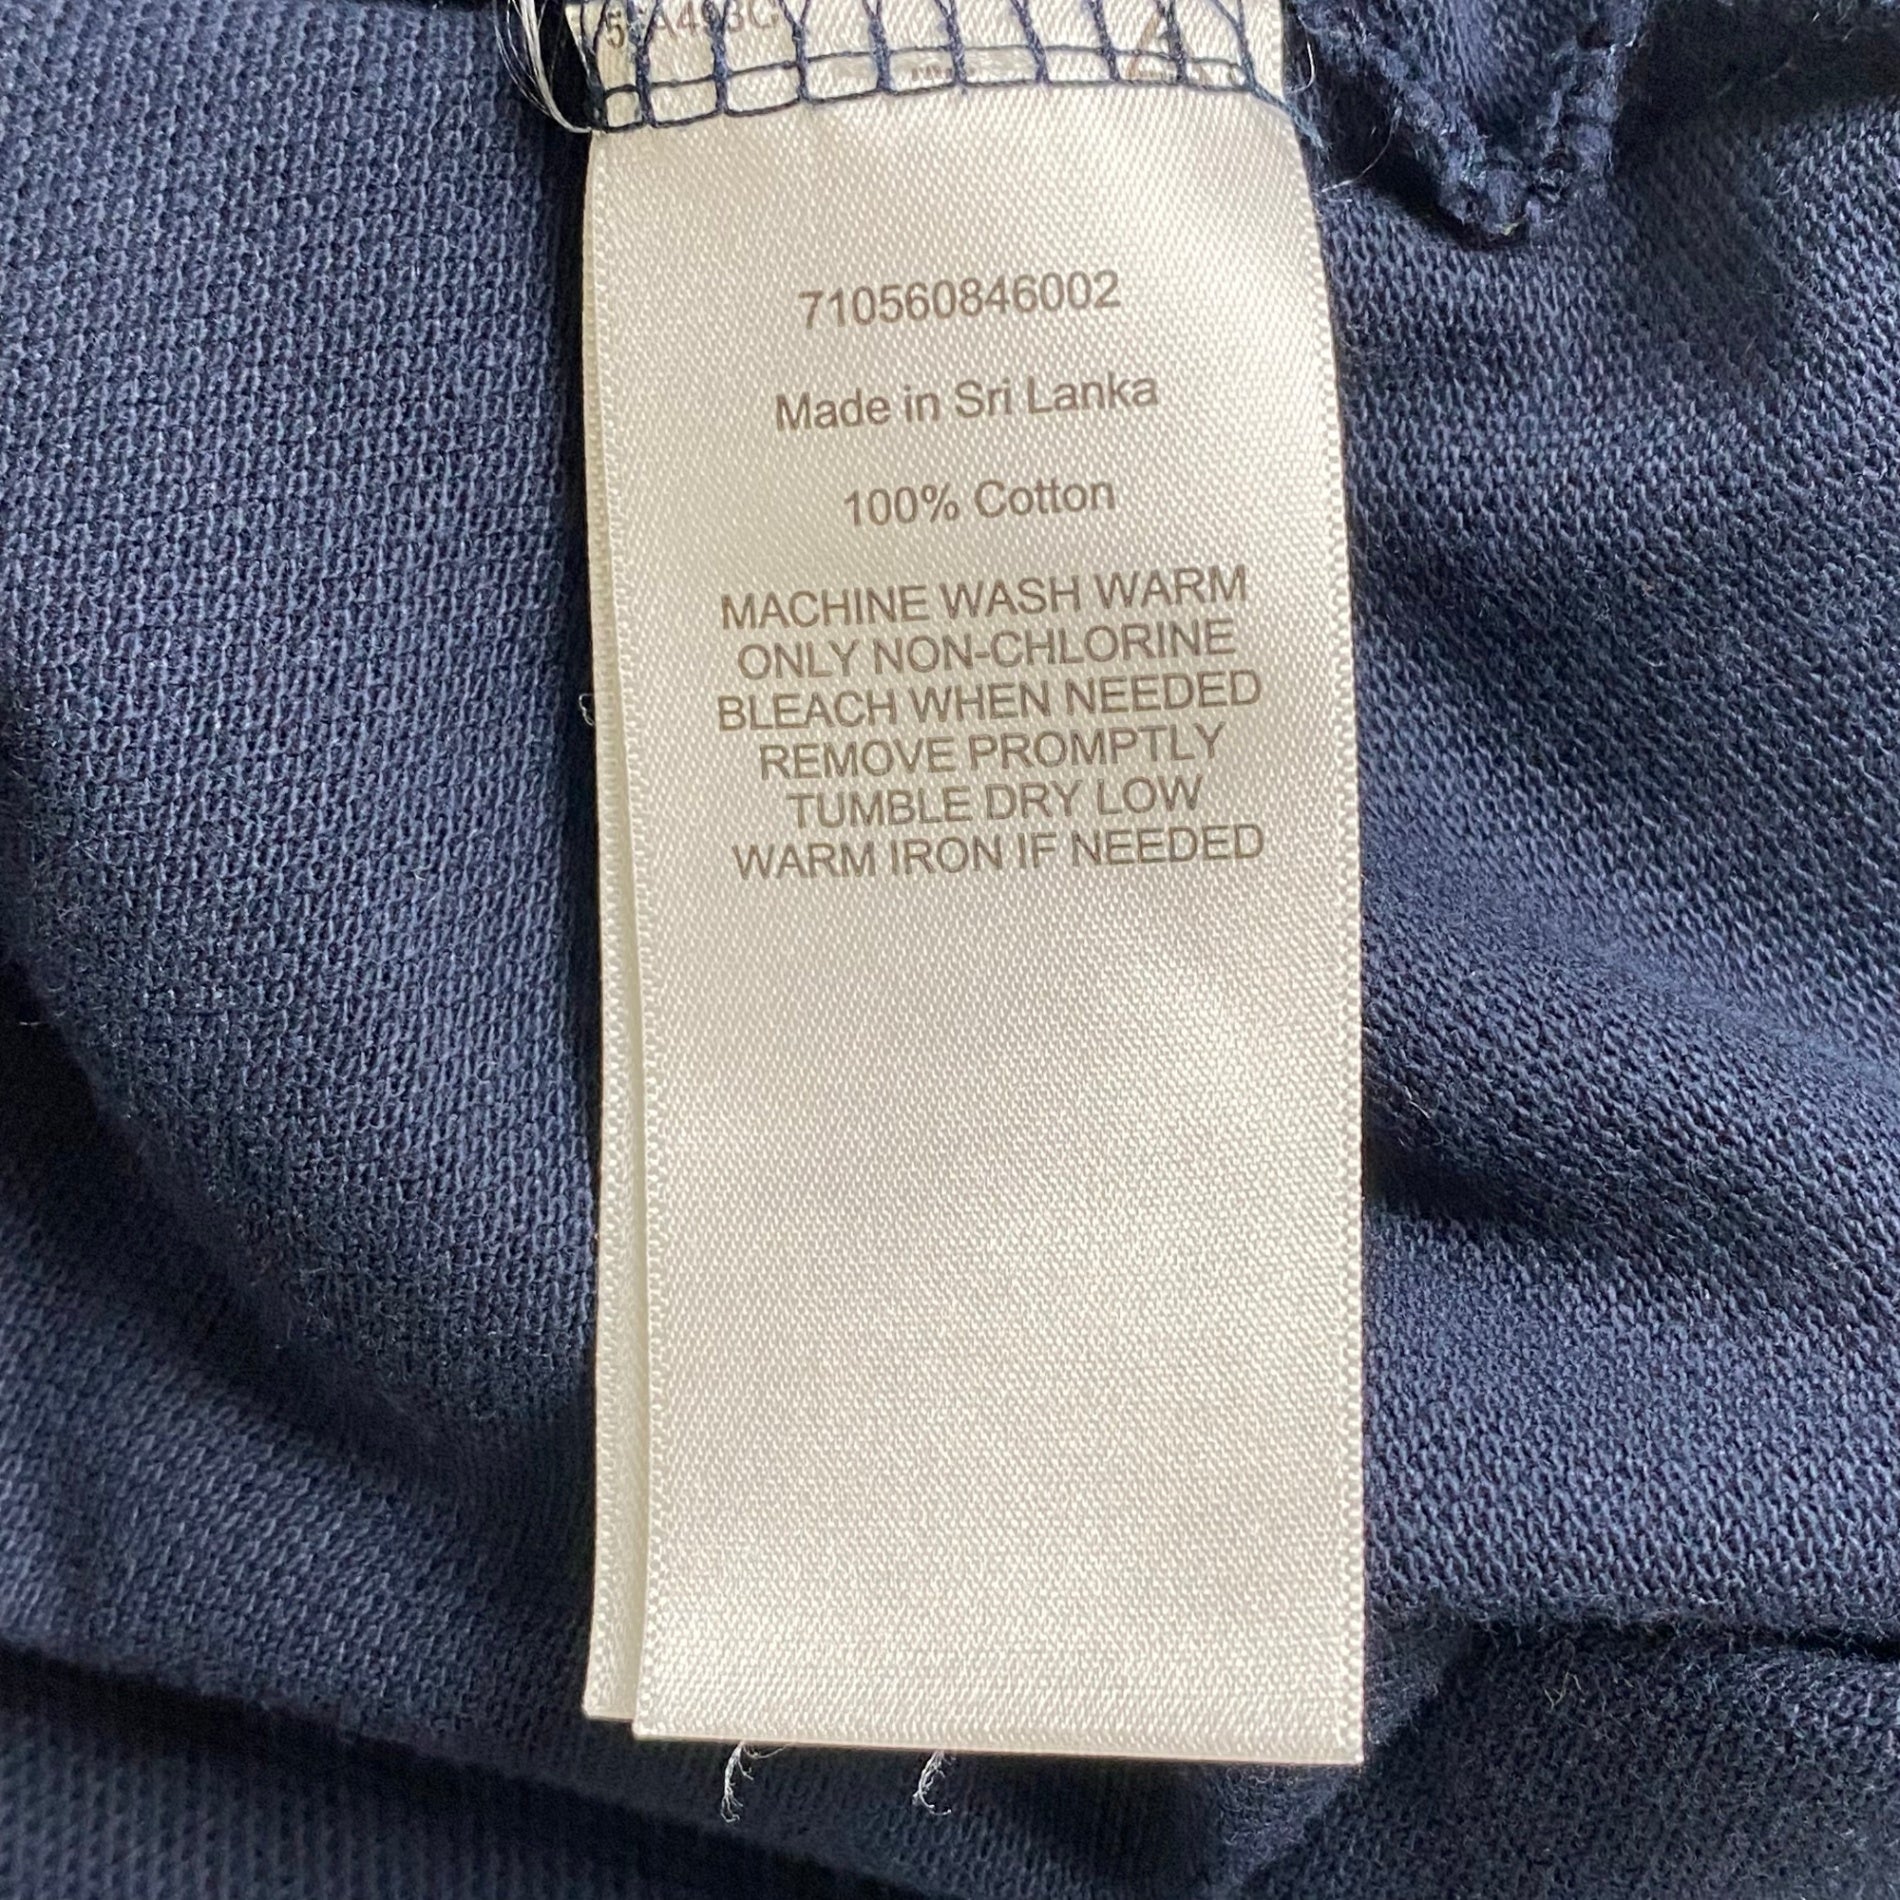 710560846002
Made in Sri Lanka
100% Cotton
MACHINE WASH WARM
ONLY NON-CHLORINE
BLEACH WHEN NEEDED
REMOVE PROMPTLY
TUMBLE DRY LOW
WARM IRON IF NEEDED